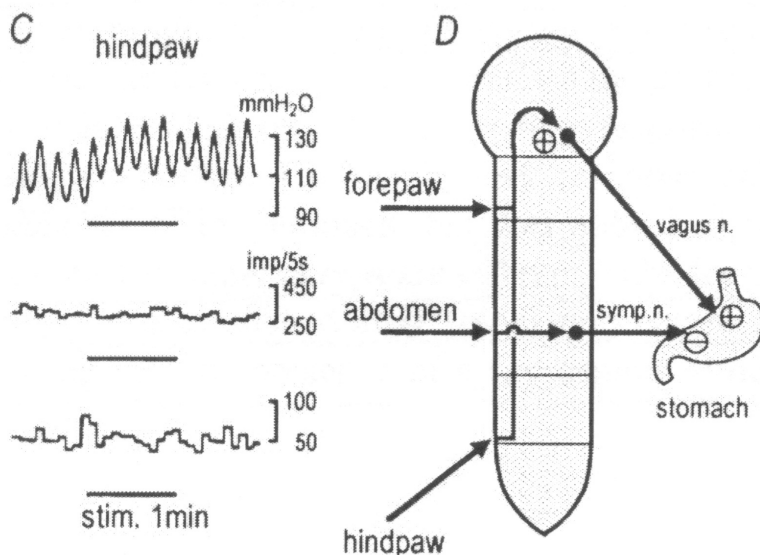 C
hindpaw
mmH₂O
130
110
90
imp/5s
450
250
100
50
stim. 1min
D
forepaw
vagus n.
abdomen
symp.n.
stomach
hindpaw